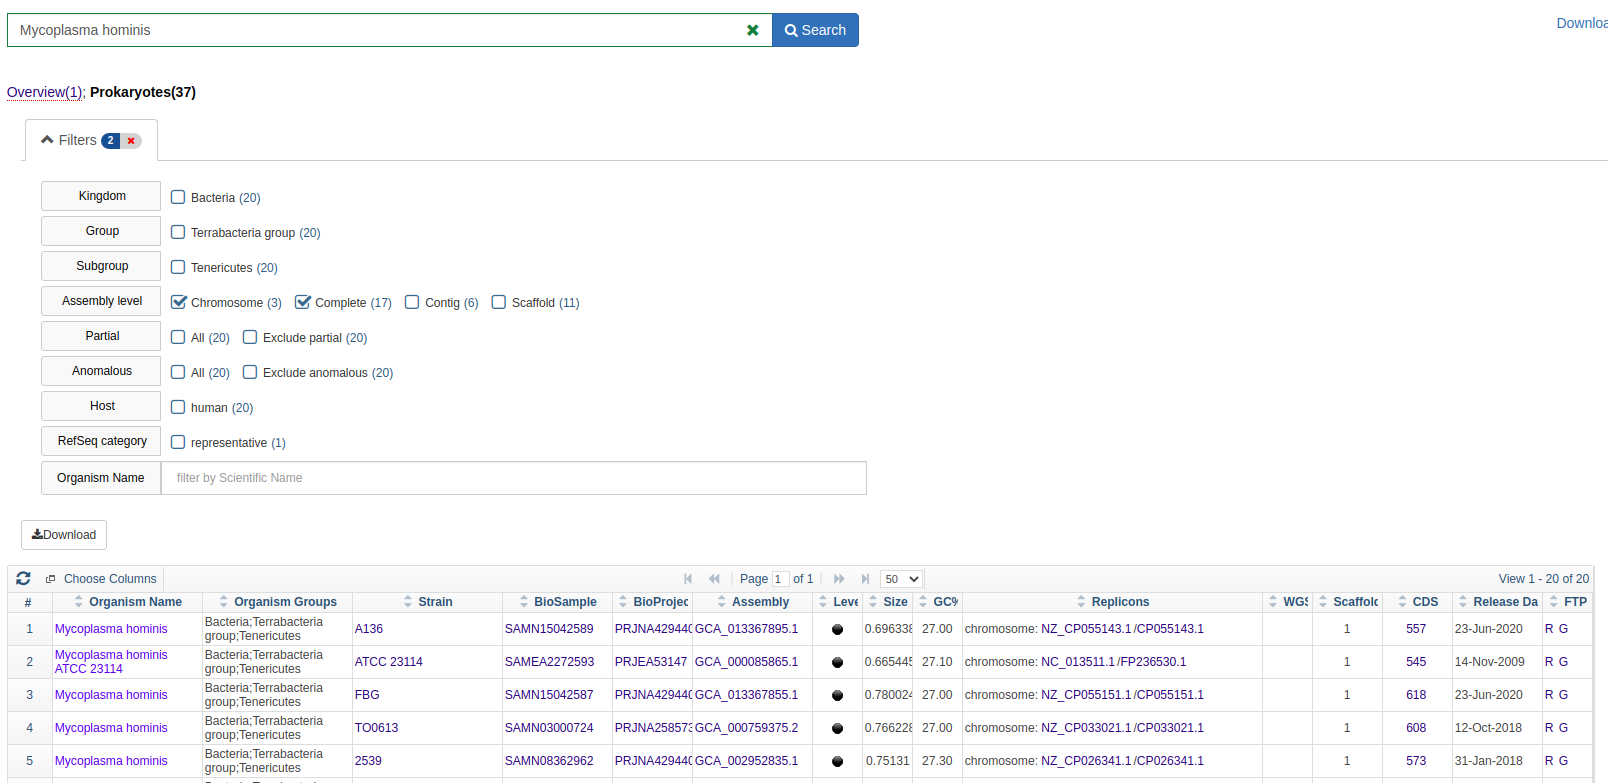 Mycoplasma hominis Search Downloa
Overview(1); Prokaryotes(37)
Filters 2
Kingdom Bacteria (20)
Group Terrabacteria group (20)
Subgroup Tenericutes (20)
Assembly level Chromosome (3) Complete (17) Contig (6) Scaffold (11)
Partial All (20) Exclude partial (20)
Anomalous All (20) Exclude anomalous (20)
Host human (20)
RefSeq category representative (1)
Organism Name filter by Scientific Name
Download
Choose Columns Page 1 of 1 50 View 1 - 20 of 20
# Organism Name Organism Groups Strain BioSample BioProjec Assembly Leve Size GC% Replicons WGS Scaffold CDS Release Da FTP
1 Mycoplasma hominis Bacteria;Terrabacteria group;Tenericutes A136 SAMN15042589 PRJNA429440 GCA_013367895.1 0.696338 27.00 chromosome: NZ_CP055143.1/CP055143.1 1 557 23-Jun-2020 R G
2 Mycoplasma hominis ATCC 23114 Bacteria;Terrabacteria group;Tenericutes ATCC 23114 SAMEA2272593 PRJEA53147 GCA_000085865.1 0.665445 27.10 chromosome: NC_013511.1/FP236530.1 1 545 14-Nov-2009 R G
3 Mycoplasma hominis Bacteria;Terrabacteria group;Tenericutes FBG SAMN15042587 PRJNA429440 GCA_013367855.1 0.780024 27.00 chromosome: NZ_CP055151.1/CP055151.1 1 618 23-Jun-2020 R G
4 Mycoplasma hominis Bacteria;Terrabacteria group;Tenericutes TO0613 SAMN03000724 PRJNA258573 GCA_000759375.2 0.766228 27.00 chromosome: NZ_CP033021.1/CP033021.1 1 608 12-Oct-2018 R G
5 Mycoplasma hominis Bacteria;Terrabacteria group;Tenericutes 2539 SAMN08362962 PRJNA429440 GCA_002952835.1 0.75131 27.30 chromosome: NZ_CP026341.1/CP026341.1 1 573 31-Jan-2018 R G